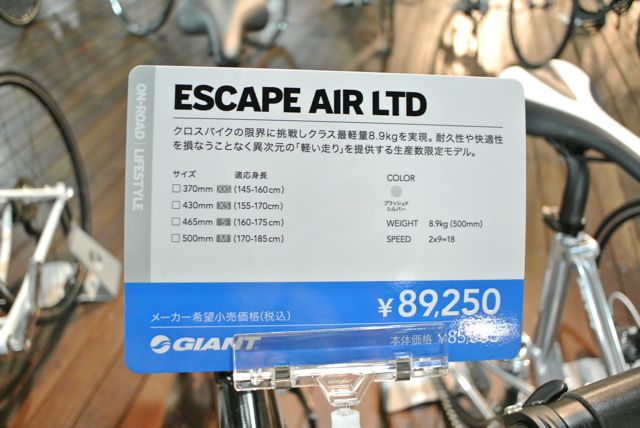 ON-ROAD | LIFESTYLE
ESCAPE AIR LTD
クロスバイクの限界に挑戦しクラス最軽量8.9kgを実現。耐久性や快適性
を損なうことなく異次元の「軽い走り」を提供する生産数限定モデル。
サイズ 適応身長
□370mm XXS (145-160cm)
□430mm XS (155-170cm)
□465mm S (160-175cm)
□500mm M (170-185cm)
COLOR
ブラッシュド
シルバー
WEIGHT 8.9kg (500mm)
SPEED 2x9=18
メーカー希望小売価格(税込) ¥89,250
GIANT
本体価格